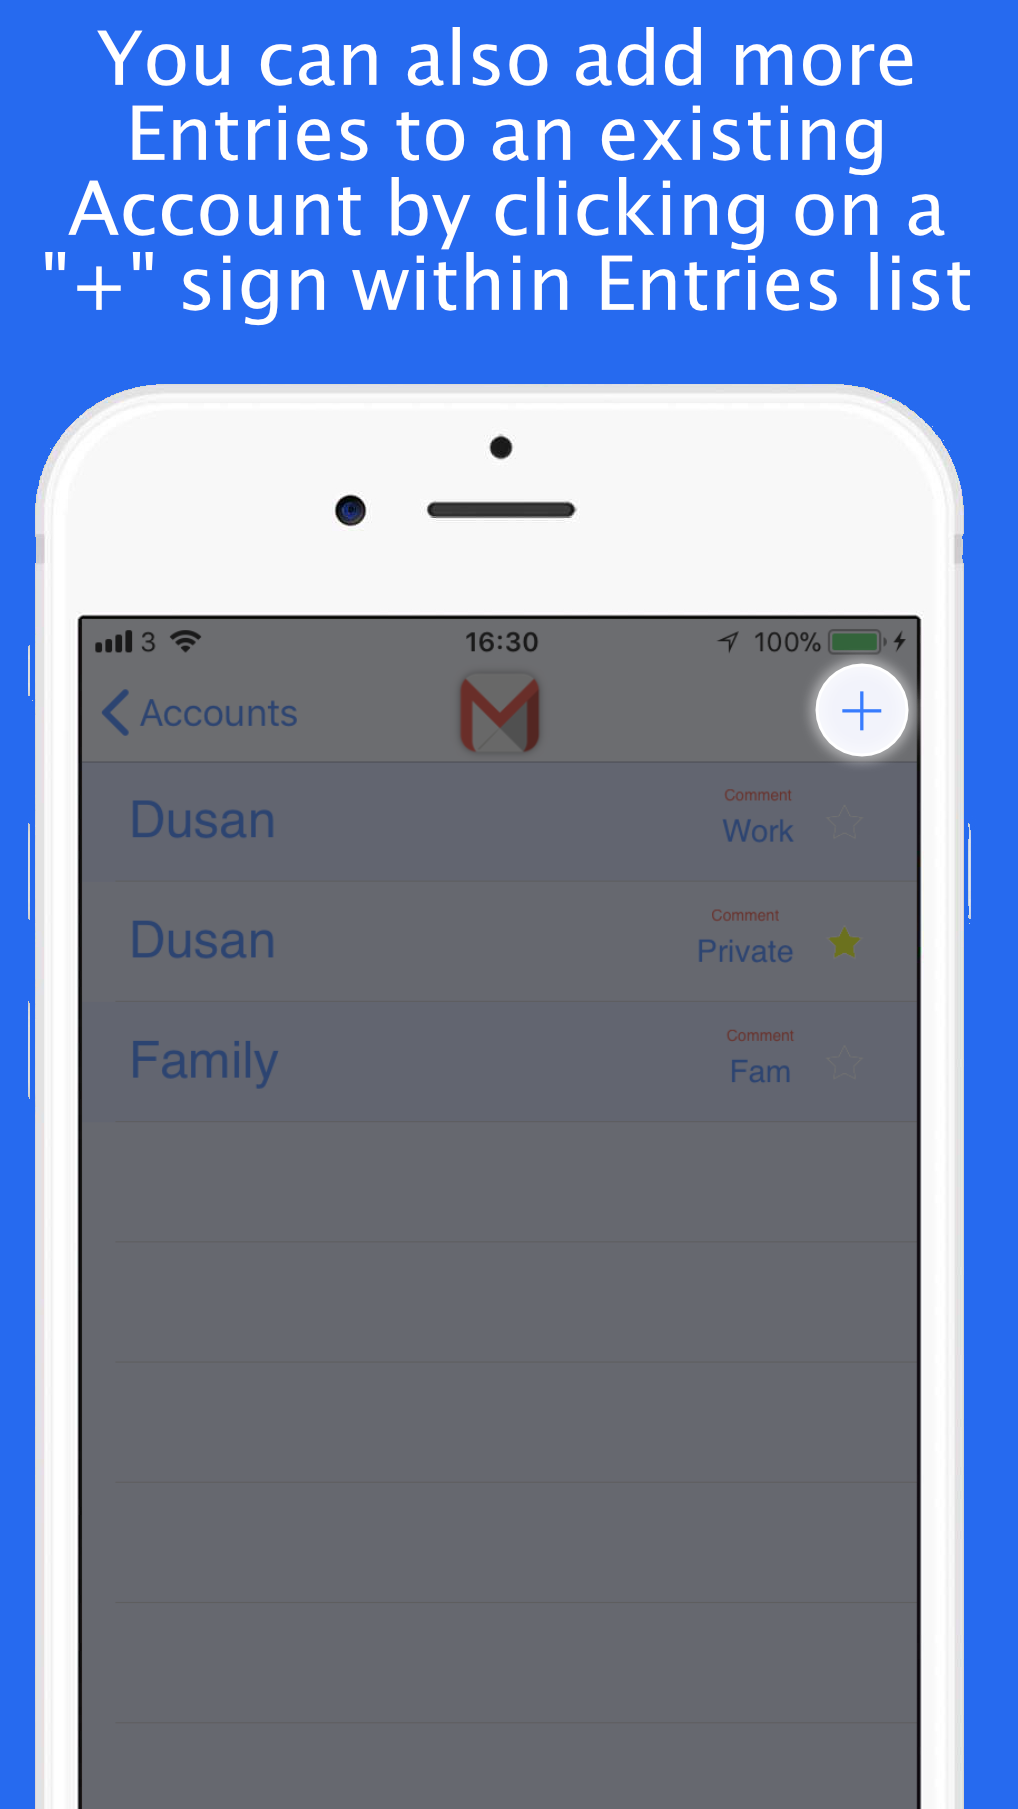 You can also add more
Entries to an existing
Account by clicking on a
"+" sign within Entries list
3 16:30 100%
Accounts
Dusan
Comment
Work
Dusan
Comment
Private
Family
Comment
Fam